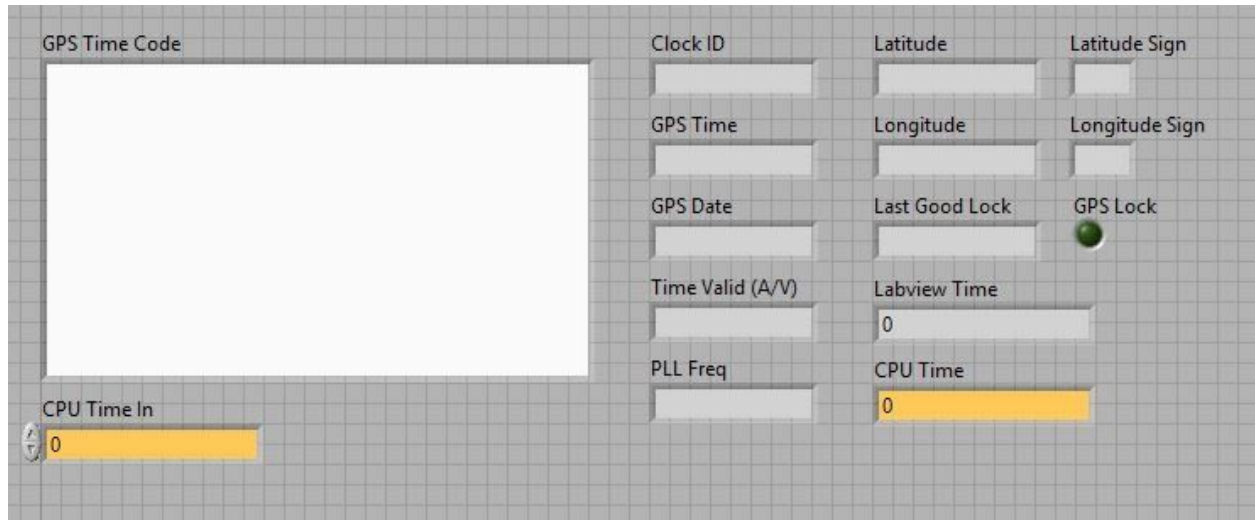 GPS Time Code
Clock ID
Latitude
Latitude Sign
GPS Time
Longitude
Longitude Sign
GPS Date
Last Good Lock
GPS Lock
Time Valid (A/V)
Labview Time
0
PLL Freq
CPU Time
0
CPU Time In
0